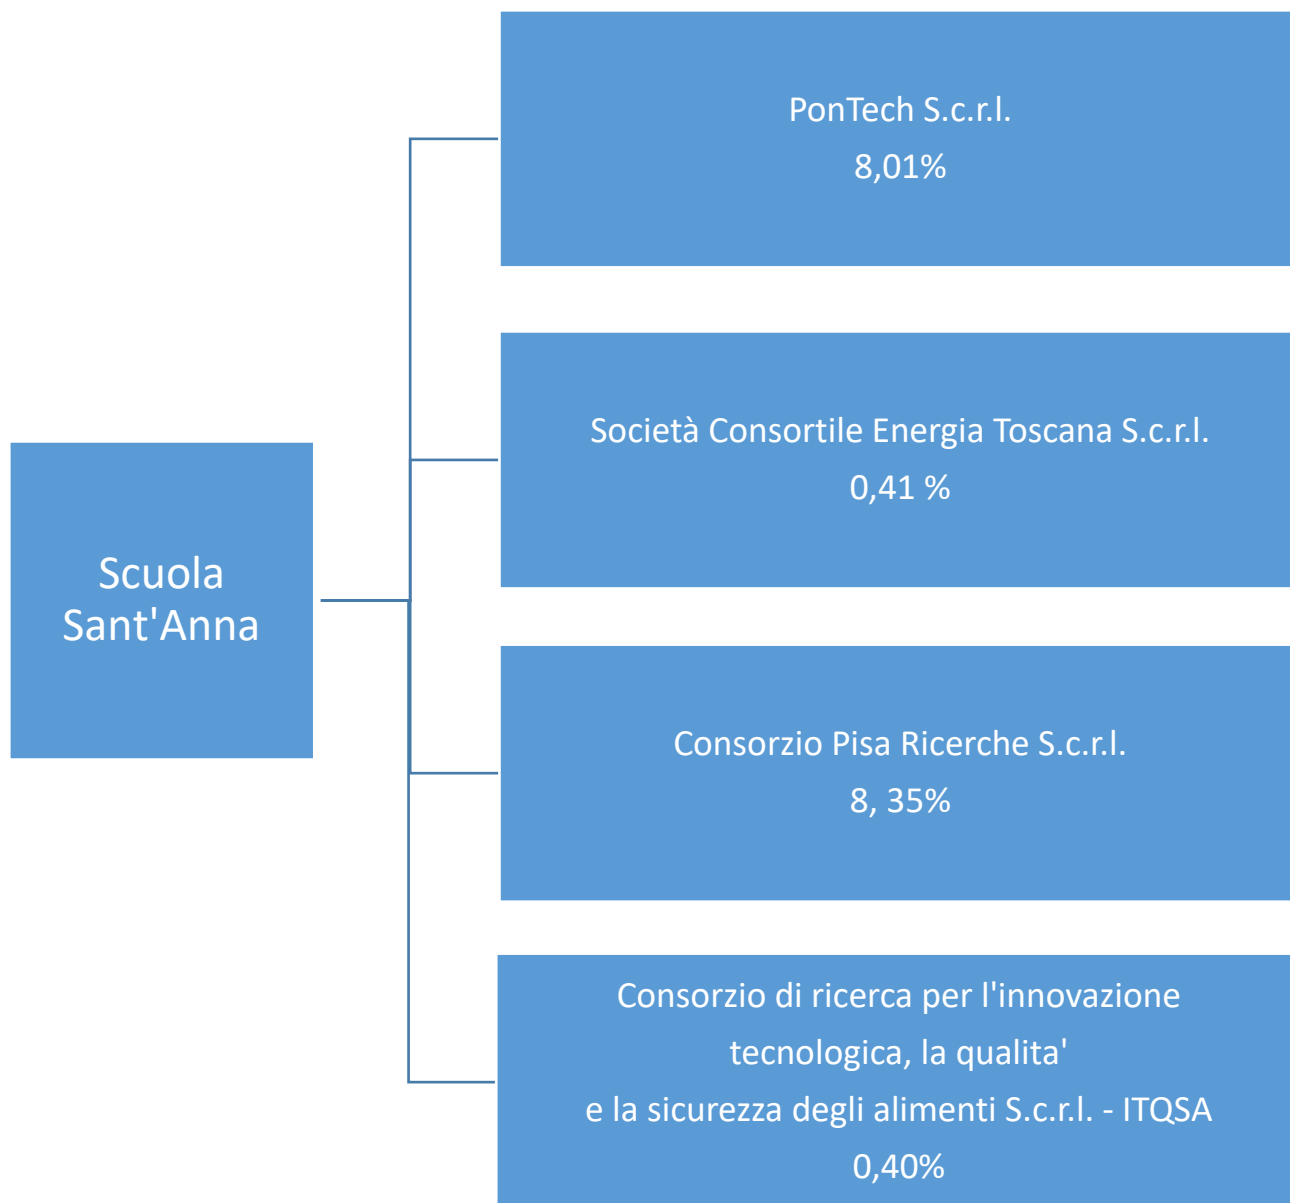 PonTech S.c.r.l.
8,01%
Società Consortile Energia Toscana S.c.r.l.
0,41 %
Scuola
Sant'Anna
Consorzio Pisa Ricerche S.c.r.l.
8, 35%
Consorzio di ricerca per l'innovazione
tecnologica, la qualita'
e la sicurezza degli alimenti S.c.r.l. - ITQSA
0,40%